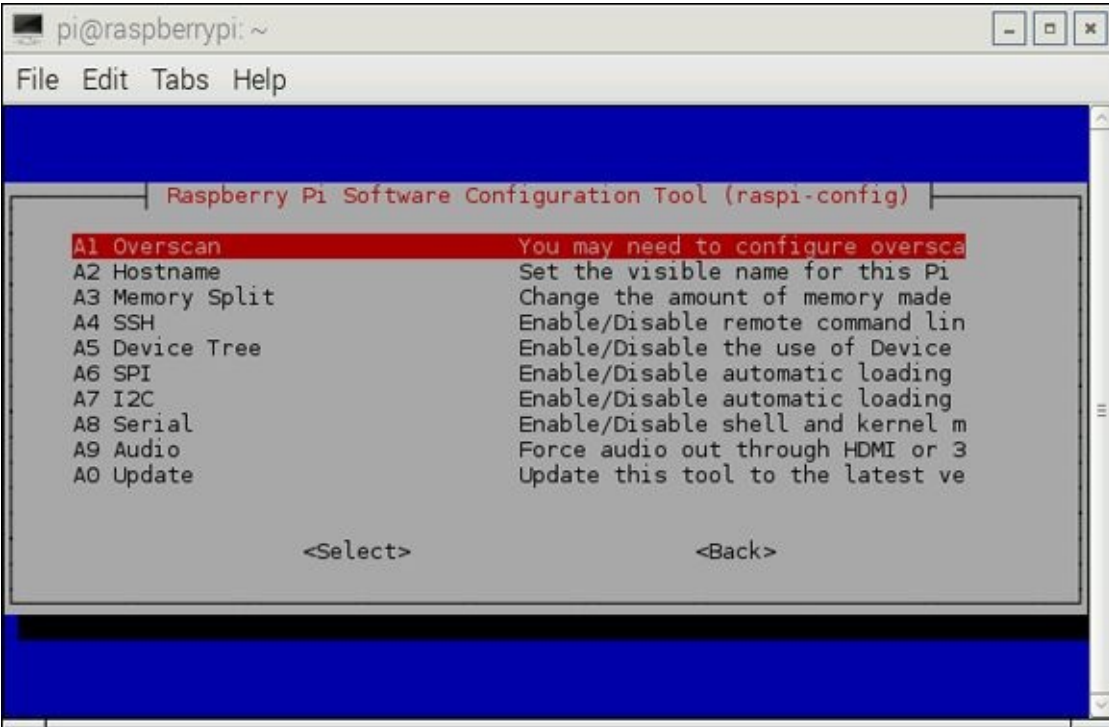 pi@raspberrypi: ~
File Edit Tabs Help
Raspberry Pi Software Configuration Tool (raspi-config)
A1 Overscan You may need to configure oversca
A2 Hostname Set the visible name for this Pi
A3 Memory Split Change the amount of memory made
A4 SSH Enable/Disable remote command lin
A5 Device Tree Enable/Disable the use of Device
A6 SPI Enable/Disable automatic loading
A7 I2C Enable/Disable automatic loading
A8 Serial Enable/Disable shell and kernel m
A9 Audio Force audio out through HDMI or 3
A0 Update Update this tool to the latest ve
<Select> <Back>